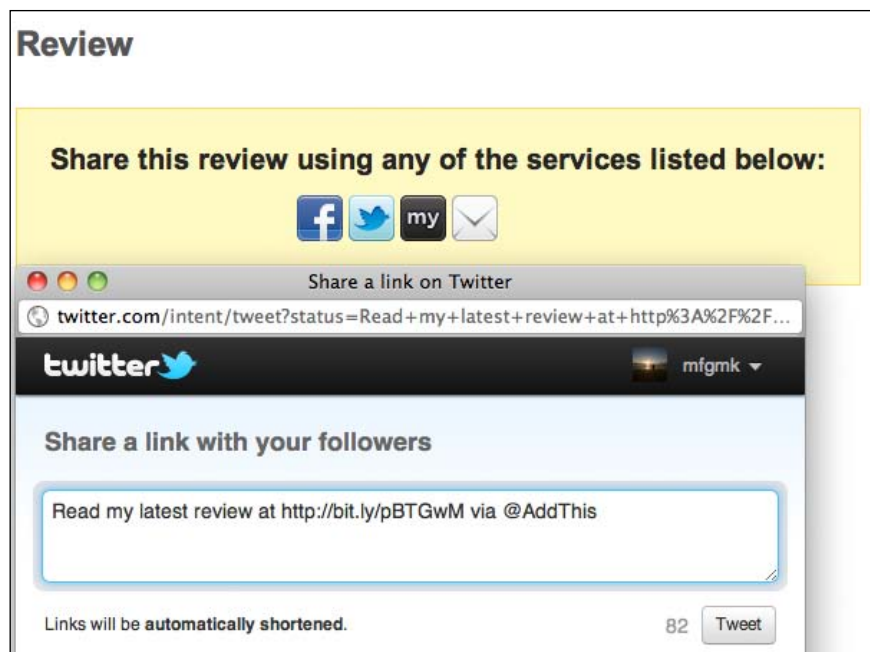 Review
Share this review using any of the services listed below:
f my
Share a link on Twitter
twitter.com/intent/tweet?status=Read+my+latest+review+at+http%3A%2F%2F...
twitter mfgmk
Share a link with your followers
Read my latest review at http://bit.ly/pBTGwM via @AddThis
Links will be automatically shortened. 82 Tweet